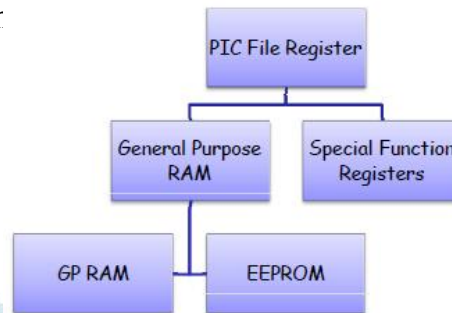 r
PIC File Register
General Purpose
RAM
Special Function
Registers
GP RAM
EEPROM